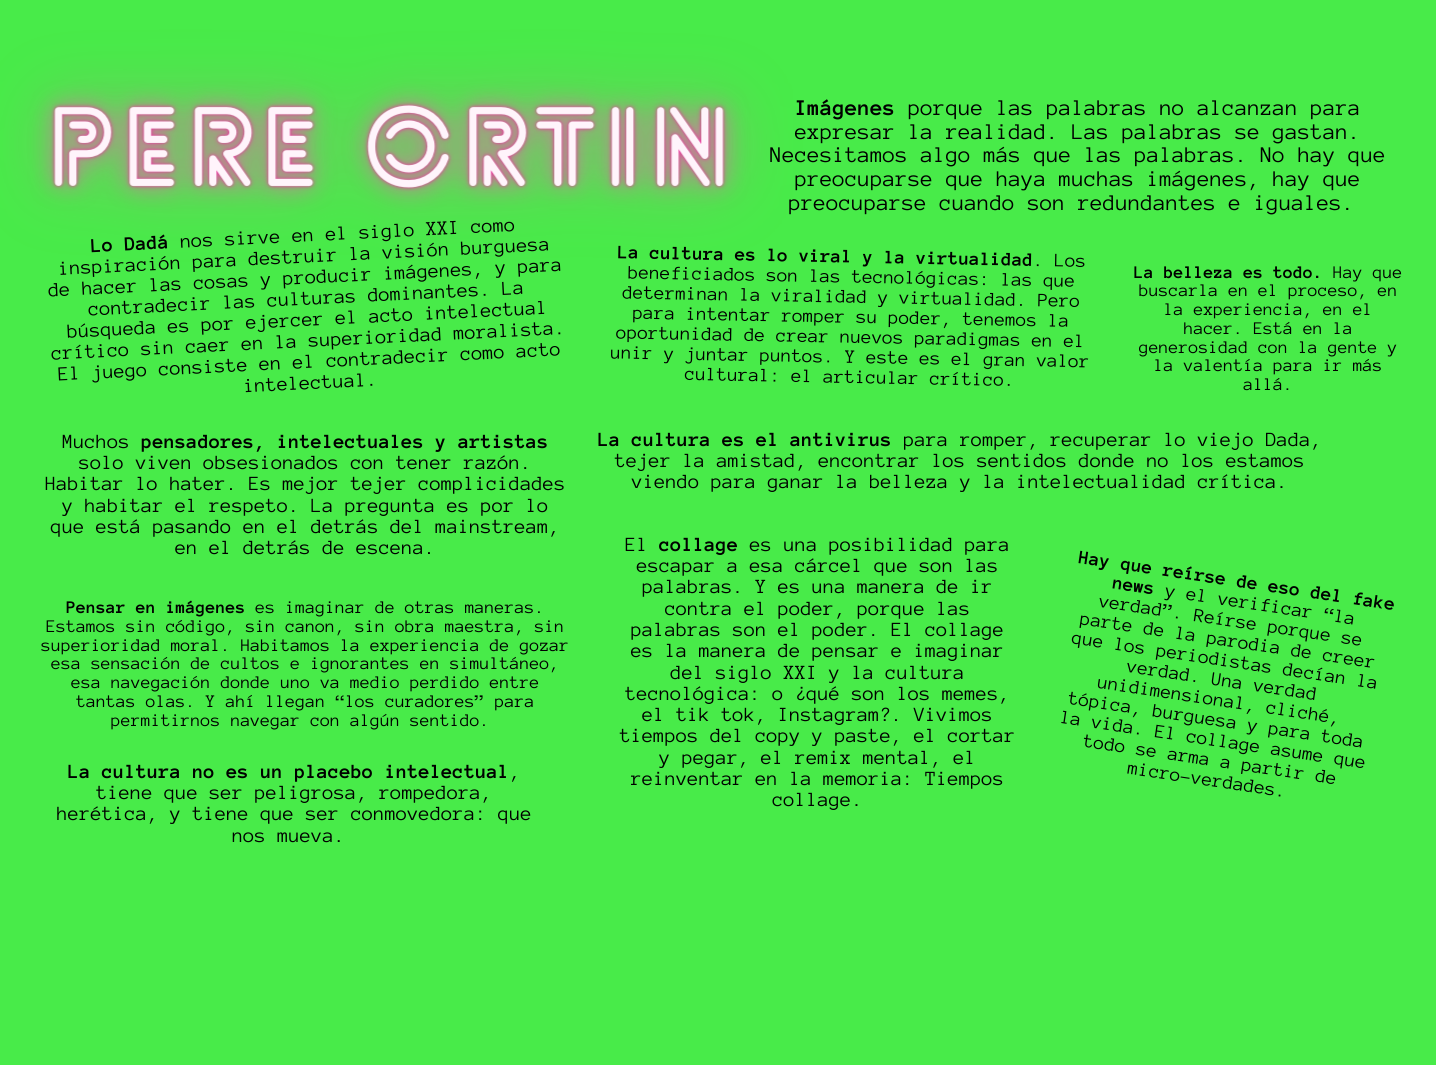 PERE ORTIN
Imágenes porque las palabras no alcanzan para
expresar la realidad. Las palabras se gastan.
Necesitamos algo más que las palabras. No hay que
preocuparse que haya muchas imágenes, hay que
preocuparse cuando son redundantes e iguales.
Lo Dadá nos sirve en el siglo XXI como
inspiración para destruir la visión burguesa
de hacer las cosas y producir imágenes, y para
contradecir las culturas dominantes. La
búsqueda es por ejercer el acto intelectual
crítico sin caer en la superioridad moralista.
El juego consiste en el contradecir como acto
intelectual.
La cultura es lo viral y la virtualidad. Los
beneficiados son las tecnológicas: las que
determinan la viralidad y virtualidad. Pero
para intentar romper su poder, tenemos la
oportunidad de crear nuevos paradigmas en el
unir y juntar puntos. Y este es el gran valor
cultural: el articular crítico.
La belleza es todo. Hay que
buscarla en el proceso, en
la experiencia, en el
hacer. Está en la
generosidad con la gente y
la valentía para ir más
allá.
Muchos pensadores, intelectuales y artistas
solo viven obsesionados con tener razón.
Habitar lo hater. Es mejor tejer complicidades
y habitar el respeto. La pregunta es por lo
que está pasando en el detrás del mainstream,
en el detrás de escena.
La cultura es el antivirus para romper, recuperar lo viejo Dada,
tejer la amistad, encontrar los sentidos donde no los estamos
viendo para ganar la belleza y la intelectualidad crítica.
El collage es una posibilidad para
escapar a esa cárcel que son las
palabras. Y es una manera de ir
contra el poder, porque las
palabras son el poder. El collage
es la manera de pensar e imaginar
del siglo XXI y la cultura
tecnológica: o ¿qué son los memes,
el tik tok, Instagram?. Vivimos
tiempos del copy y paste, el cortar
y pegar, el remix mental, el
reinventar en la memoria: Tiempos
collage.
Hay que reírse de eso del fake
news y el verificar “la
verdad”. Reírse porque se
parte de la parodia de creer
que los periodistas decían la
verdad. Una verdad
unidimensional, cliché,
tópica, burguesa y para toda
la vida. El collage asume que
todo se arma a partir de
micro-verdades.
Pensar en imágenes es imaginar de otras maneras.
Estamos sin código, sin canon, sin obra maestra, sin
superioridad moral. Habitamos la experiencia de gozar
esa sensación de cultos e ignorantes en simultáneo,
esa navegación donde uno va medio perdido entre
tantas olas. Y ahí llegan “los curadores” para
permitirnos navegar con algún sentido.
La cultura no es un placebo intelectual,
tiene que ser peligrosa, rompedora,
herética, y tiene que ser conmovedora: que
nos mueva.